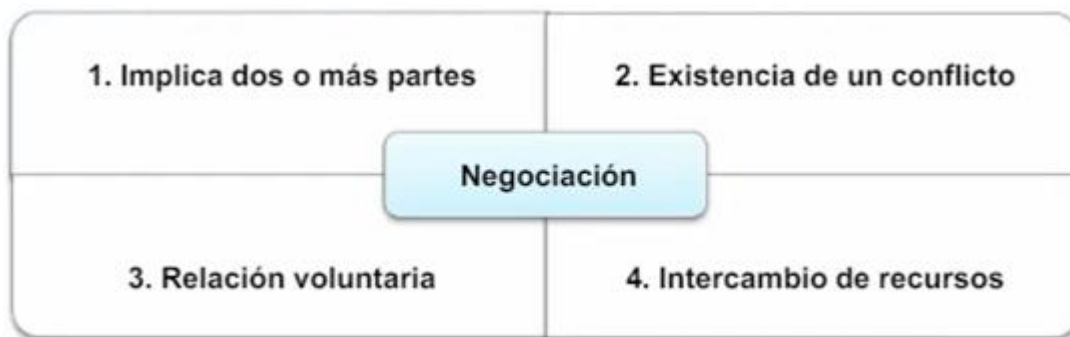 1. Implica dos o más partes
2. Existencia de un conflicto
Negociación
3. Relación voluntaria
4. Intercambio de recursos